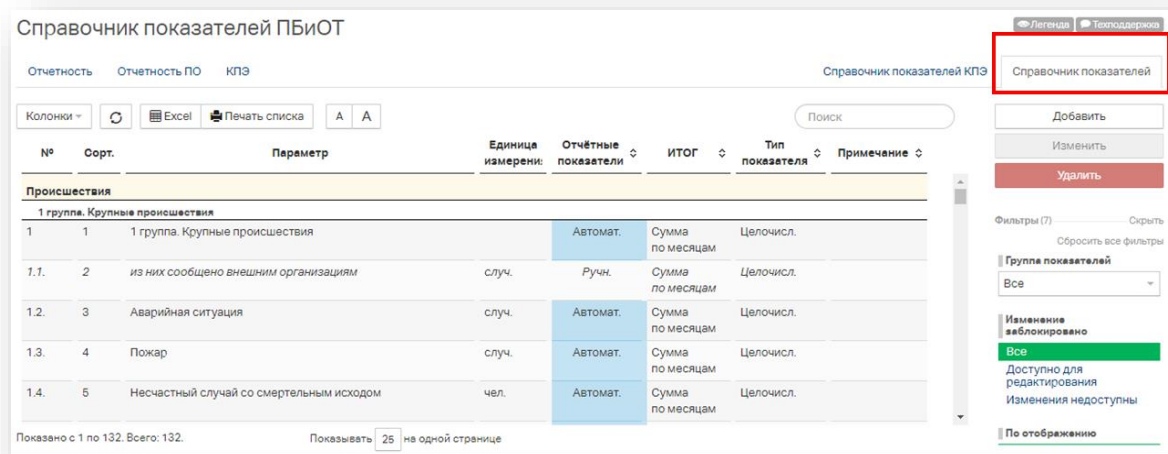 Справочник показателей ПБиОТ
Легенда Техподдержка
Отчетность Отчетность ПО КПЭ Справочник показателей КПЭ Справочник показателей
Колонки Excel Печать списка A A Поиск
Добавить
Изменить
Удалить
№ Сорт. Параметр Единица измерени: Отчётные показатели ИТОГ Тип показателя Примечание
Происшествия
1 группа. Крупные происшествия
1 1 1 группа. Крупные происшествия Автомат. Сумма по месяцам Целочисл.
1.1. 2 из них сообщено внешним организациям случ. Ручн. Сумма по месяцам Целочисл.
1.2. 3 Аварийная ситуация случ. Автомат. Сумма по месяцам Целочисл.
1.3. 4 Пожар случ. Автомат. Сумма по месяцам Целочисл.
1.4. 5 Несчастный случай со смертельным исходом чел. Автомат. Сумма по месяцам Целочисл.
Показано с 1 по 132. Всего: 132. Показывать 25 на одной странице
Фильтры (7) Скрыть
Сбросить все фильтры
Группа показателей
Все
Изменение
заблокировано
Все
Доступно для
редактирования
Изменения недоступны
По отображению